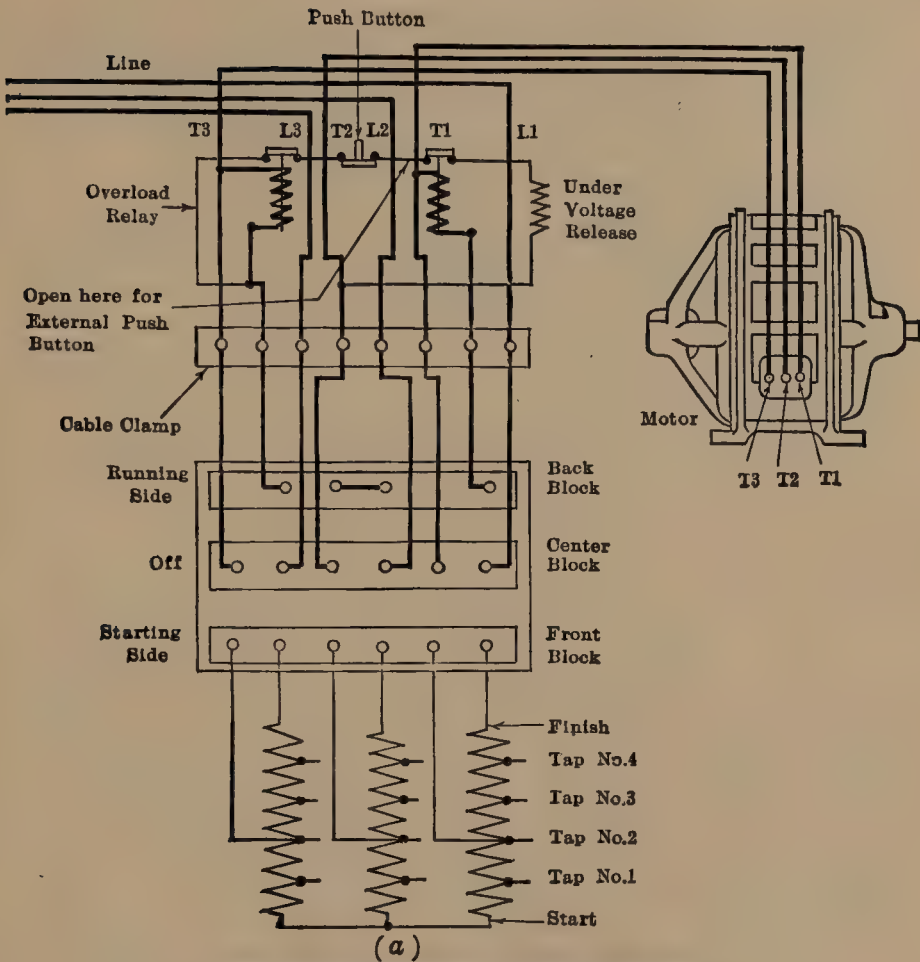 Push Button
Line
T3 L3 T2 L2 T1 L1
Overload
Relay
Under
Voltage
Release
Open here for
External Push
Button
Cable Clamp
Motor
T3 T2 T1
Running
Side
Back
Block
Off
Center
Block
Starting
Side
Front
Block
Finish
Tap No.4
Tap No.3
Tap No.2
Tap No.1
Start
(a)